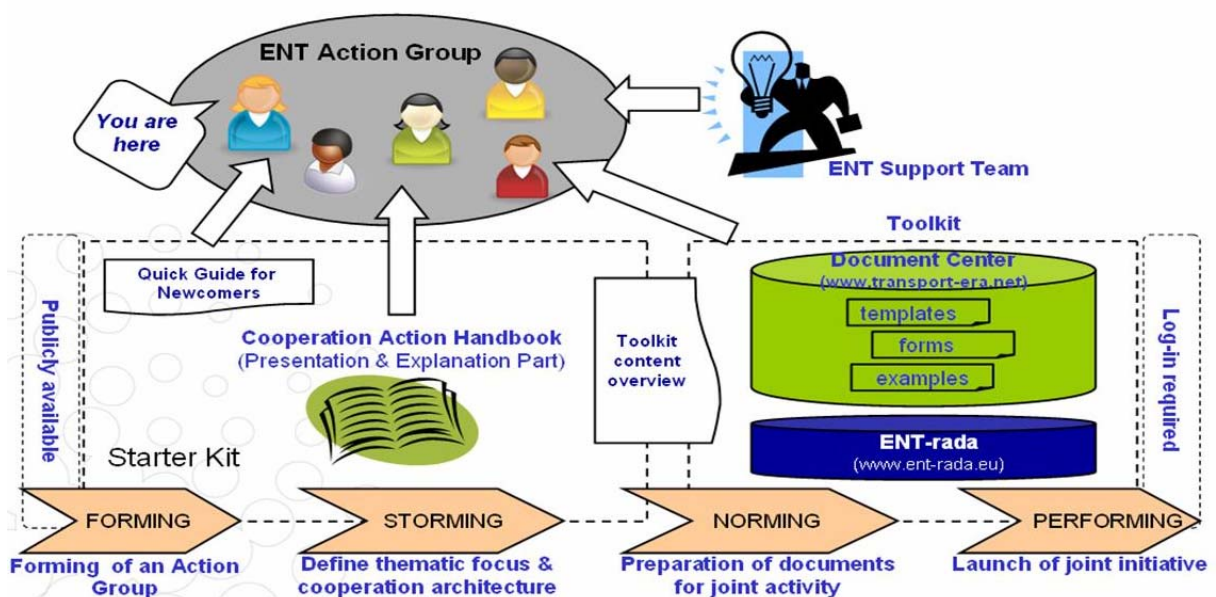 ENT Action Group
You are
here
ENT Support Team
Toolkit
Quick Guide for
Newcomers
Publicly available
Cooperation Action Handbook
(Presentation & Explanation Part)
Toolkit
content
overview
Document Center
(www.transport-era.net)
templates
forms
examples
Log-in required
ENT-rada
(www.ent-rada.eu)
Starter Kit
FORMING
STORMING
NORMING
PERFORMING
Forming of an Action
Group
Define thematic focus &
cooperation architecture
Preparation of documents
for joint activity
Launch of joint initiative